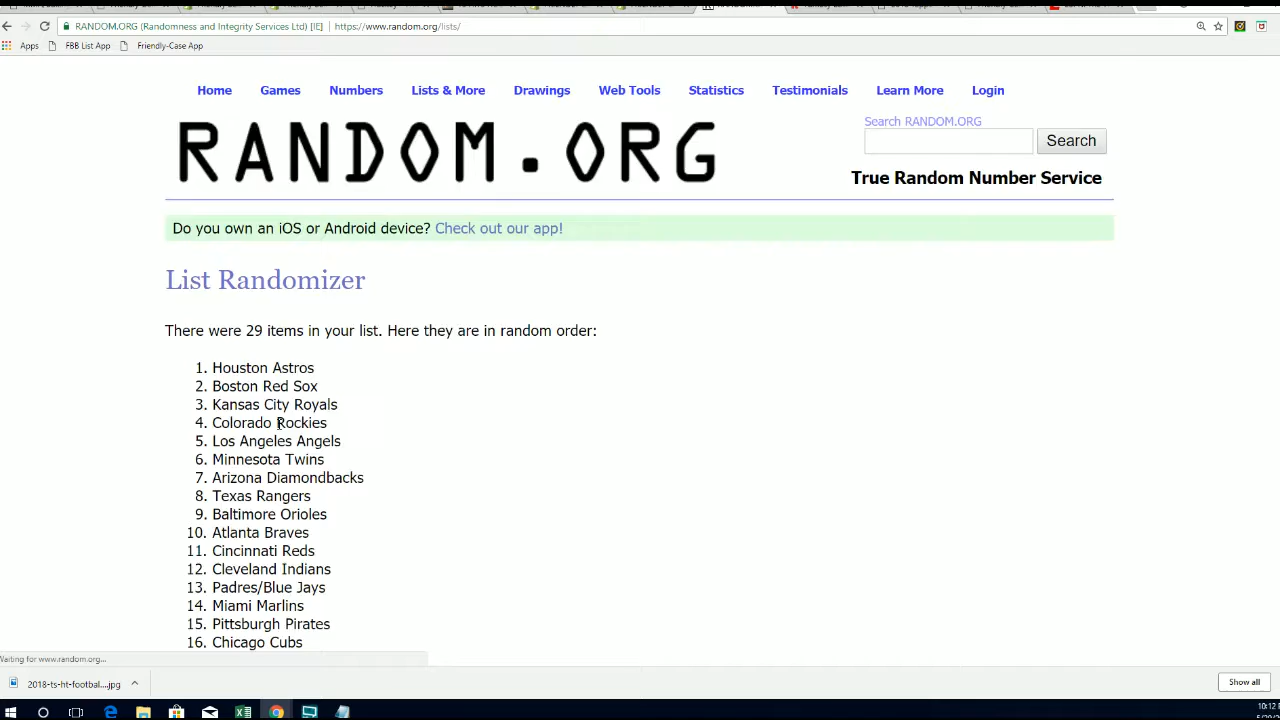 RANDOM.ORG (Randomness and Integrity Services Ltd) [IE] | https://www.random.org/lists/
Apps FBB List App Friendly-Case App
Home Games Numbers Lists & More Drawings Web Tools Statistics Testimonials Learn More Login
RANDOM.ORG
Search RANDOM.ORG
Search
True Random Number Service
Do you own an iOS or Android device? Check out our app!
List Randomizer
There were 29 items in your list. Here they are in random order:
1. Houston Astros
2. Boston Red Sox
3. Kansas City Royals
4. Colorado Rockies
5. Los Angeles Angels
6. Minnesota Twins
7. Arizona Diamondbacks
8. Texas Rangers
9. Baltimore Orioles
10. Atlanta Braves
11. Cincinnati Reds
12. Cleveland Indians
13. Padres/Blue Jays
14. Miami Marlins
15. Pittsburgh Pirates
16. Chicago Cubs
Waiting for www.random.org...
2018-ts-ht-footbal....jpg
Show all
10:12